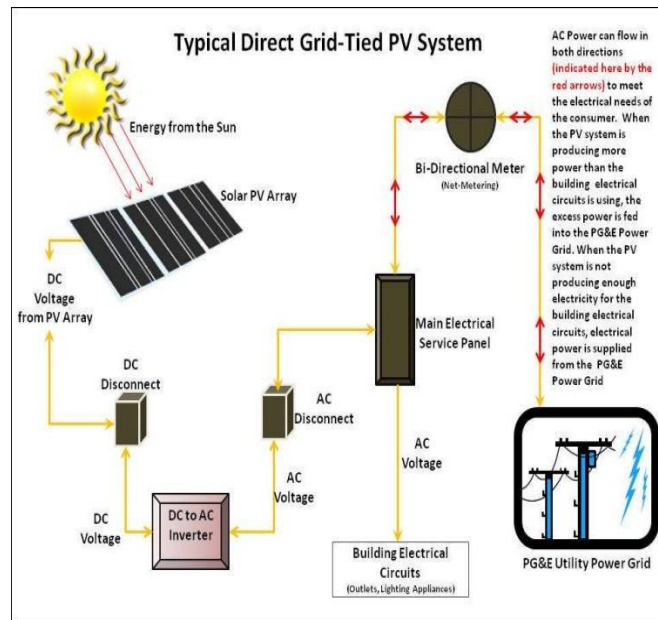 Typical Direct Grid-Tied PV System
Energy from the Sun
Solar PV Array
DC
Voltage
from PV Array
DC
Disconnect
DC
Voltage
DC to AC
Inverter
AC
Voltage
AC
Disconnect
Main Electrical
Service Panel
Bi-Directional Meter
(Net-Metering)
AC
Voltage
Building Electrical
Circuits
(Outlets, Lighting Appliances)
AC Power can flow in
both directions
(indicated here by the
red arrows) to meet
the electrical needs of
the consumer. When
the PV system is
producing more
power than the
building electrical
circuits is using, the
excess power is fed
into the PG&E Power
Grid. When the PV
system is not
producing enough
electricity for the
building electrical
circuits, electrical
power is supplied
from the PG&E
Power Grid
PG&E Utility Power Grid